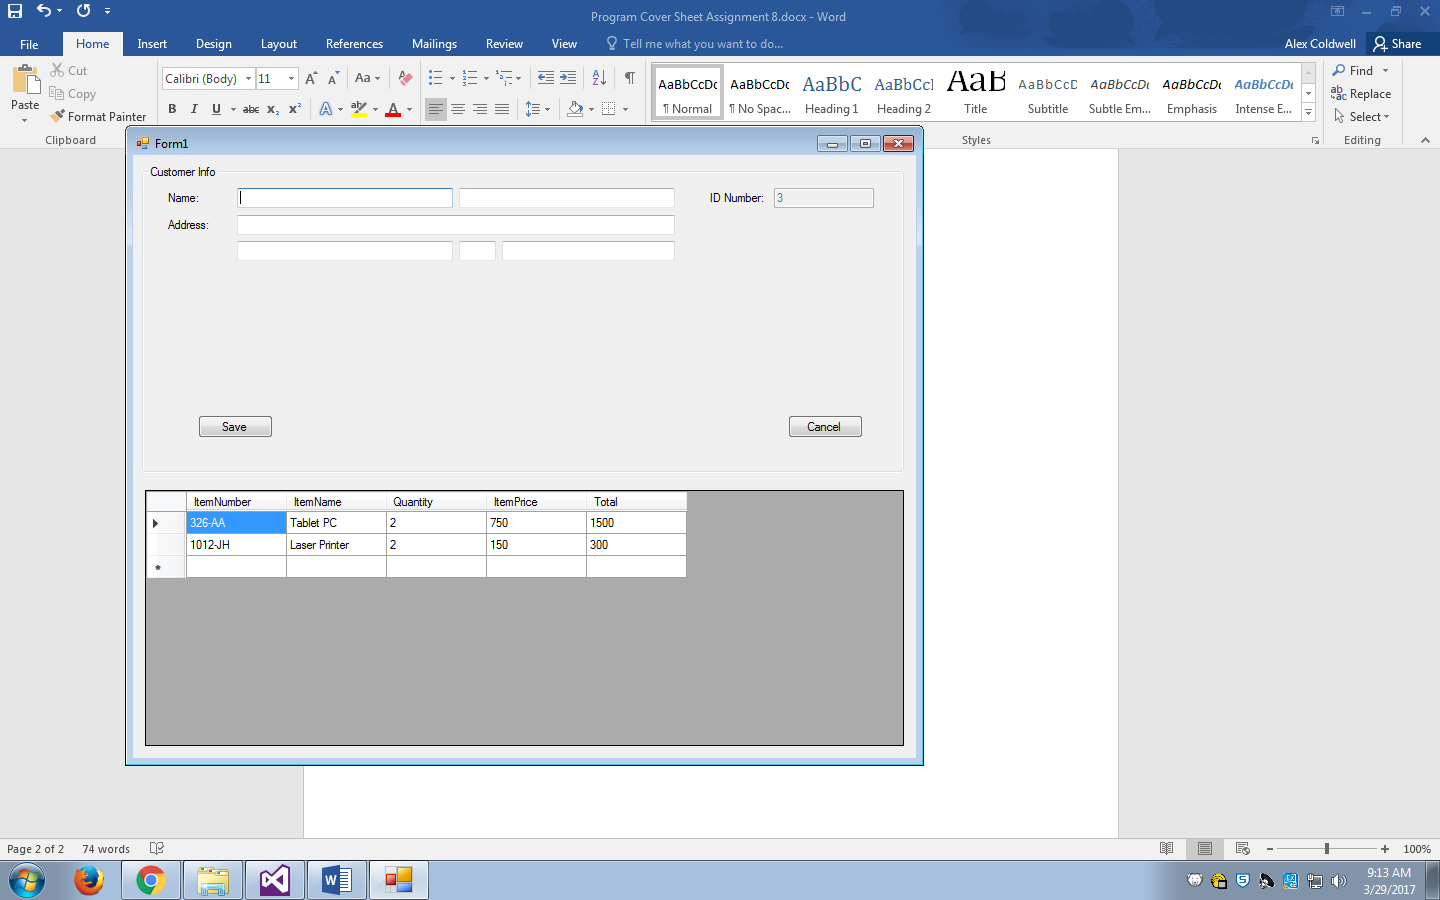 Program Cover Sheet Assignment 8.docx - Word
File Home Insert Design Layout References Mailings Review View Tell me what you want to do... Alex Coldwell Share
Paste
Cut
Copy
Format Painter
Clipboard
Calibri (Body) 11
AaBbCcDc AaBbCcDc AaBbC AaBbCcI AaB AaBbCcD AaBbCcDc AaBbCcDc AaBbCcDc
¶ Normal ¶ No Spac... Heading 1 Heading 2 Title Subtitle Subtle Em... Emphasis Intense E...
Styles
Find
Replace
Select
Editing
Form1
Customer Info
Name: ID Number: 3
Address:
Save Cancel
ItemNumber ItemName Quantity ItemPrice Total
326-AA Tablet PC 2 750 1500
1012-JH Laser Printer 2 150 300
Page 2 of 2 74 words 100%
9:13 AM
3/29/2017